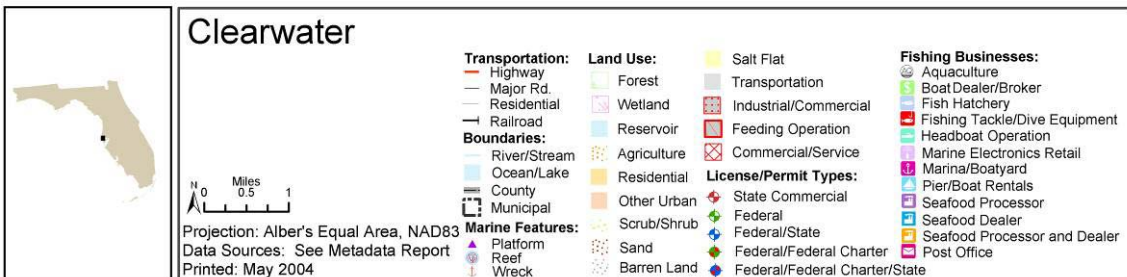 Clearwater
N
Miles
0 0.5 1
Projection: Alber's Equal Area, NAD83
Data Sources: See Metadata Report
Printed: May 2004
Transportation:
Highway
Major Rd.
Residential
Railroad
Boundaries:
River/Stream
Ocean/Lake
County
Municipal
Marine Features:
Platform
Reef
Wreck
Land Use:
Forest
Wetland
Reservoir
Agriculture
Residential
Other Urban
Scrub/Shrub
Sand
Barren Land
Salt Flat
Transportation
Industrial/Commercial
Feeding Operation
Commercial/Service
License/Permit Types:
State Commercial
Federal
Federal/State
Federal/Federal Charter
Federal/Federal Charter/State
Fishing Businesses:
Aquaculture
Boat Dealer/Broker
Fish Hatchery
Fishing Tackle/Dive Equipment
Headboat Operation
Marine Electronics Retail
Marina/Boatyard
Pier/Boat Rentals
Seafood Processor
Seafood Dealer
Seafood Processor and Dealer
Post Office